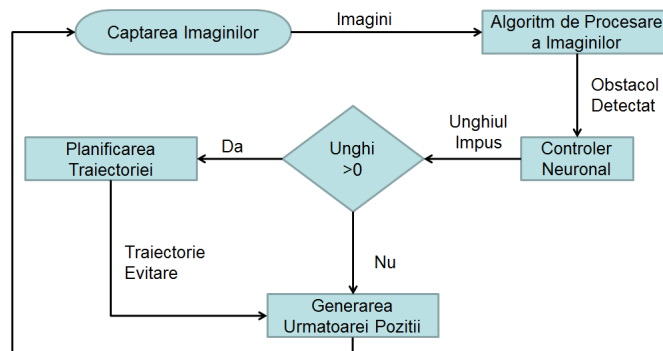 Captarea Imaginilor
Imagini
Algoritm de Procesare
a Imaginilor
Obstacol
Detectat
Controler
Neuronal
Unghiul
Impus
Unghi
>0
Da
Planificarea
Traiectoriei
Traiectorie
Evitare
Nu
Generarea
Urmatoarei Pozitii